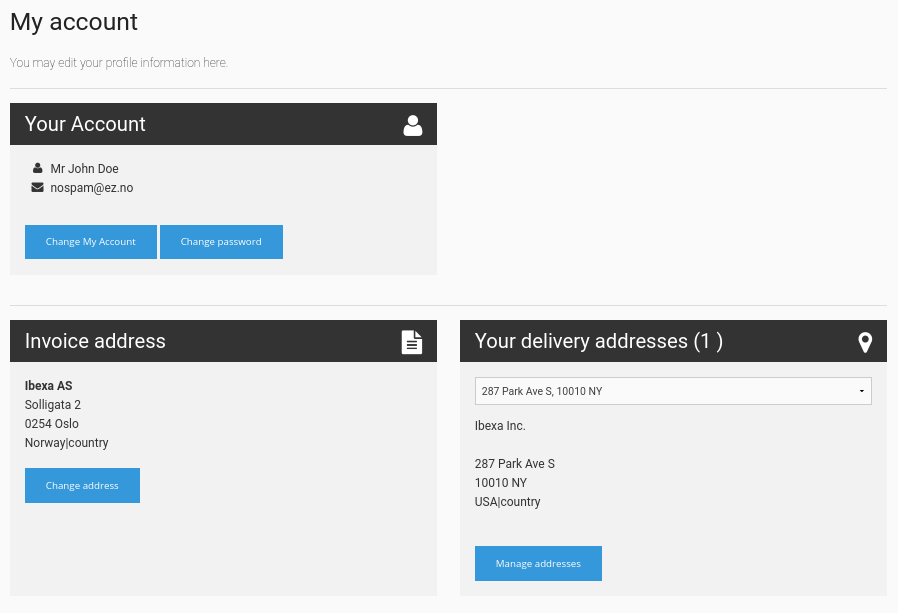 My account
You may edit your profile information here.
Your Account
Mr John Doe
nospam@ez.no
Change My Account
Change password
Invoice address
Ibexa AS
Solligata 2
0254 Oslo
Norway|country
Change address
Your delivery addresses (1 )
287 Park Ave S, 10010 NY
Ibexa Inc.
287 Park Ave S
10010 NY
USA|country
Manage addresses